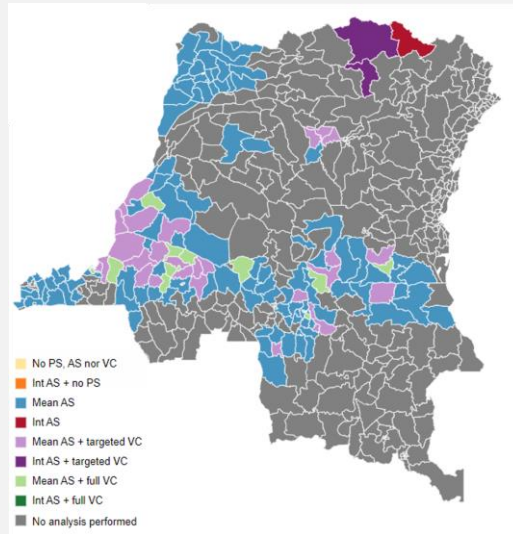 No PS, AS nor VC
Int AS + no PS
Mean AS
Int AS
Mean AS + targeted VC
Int AS + targeted VC
Mean AS + full VC
Int AS + full VC
No analysis performed